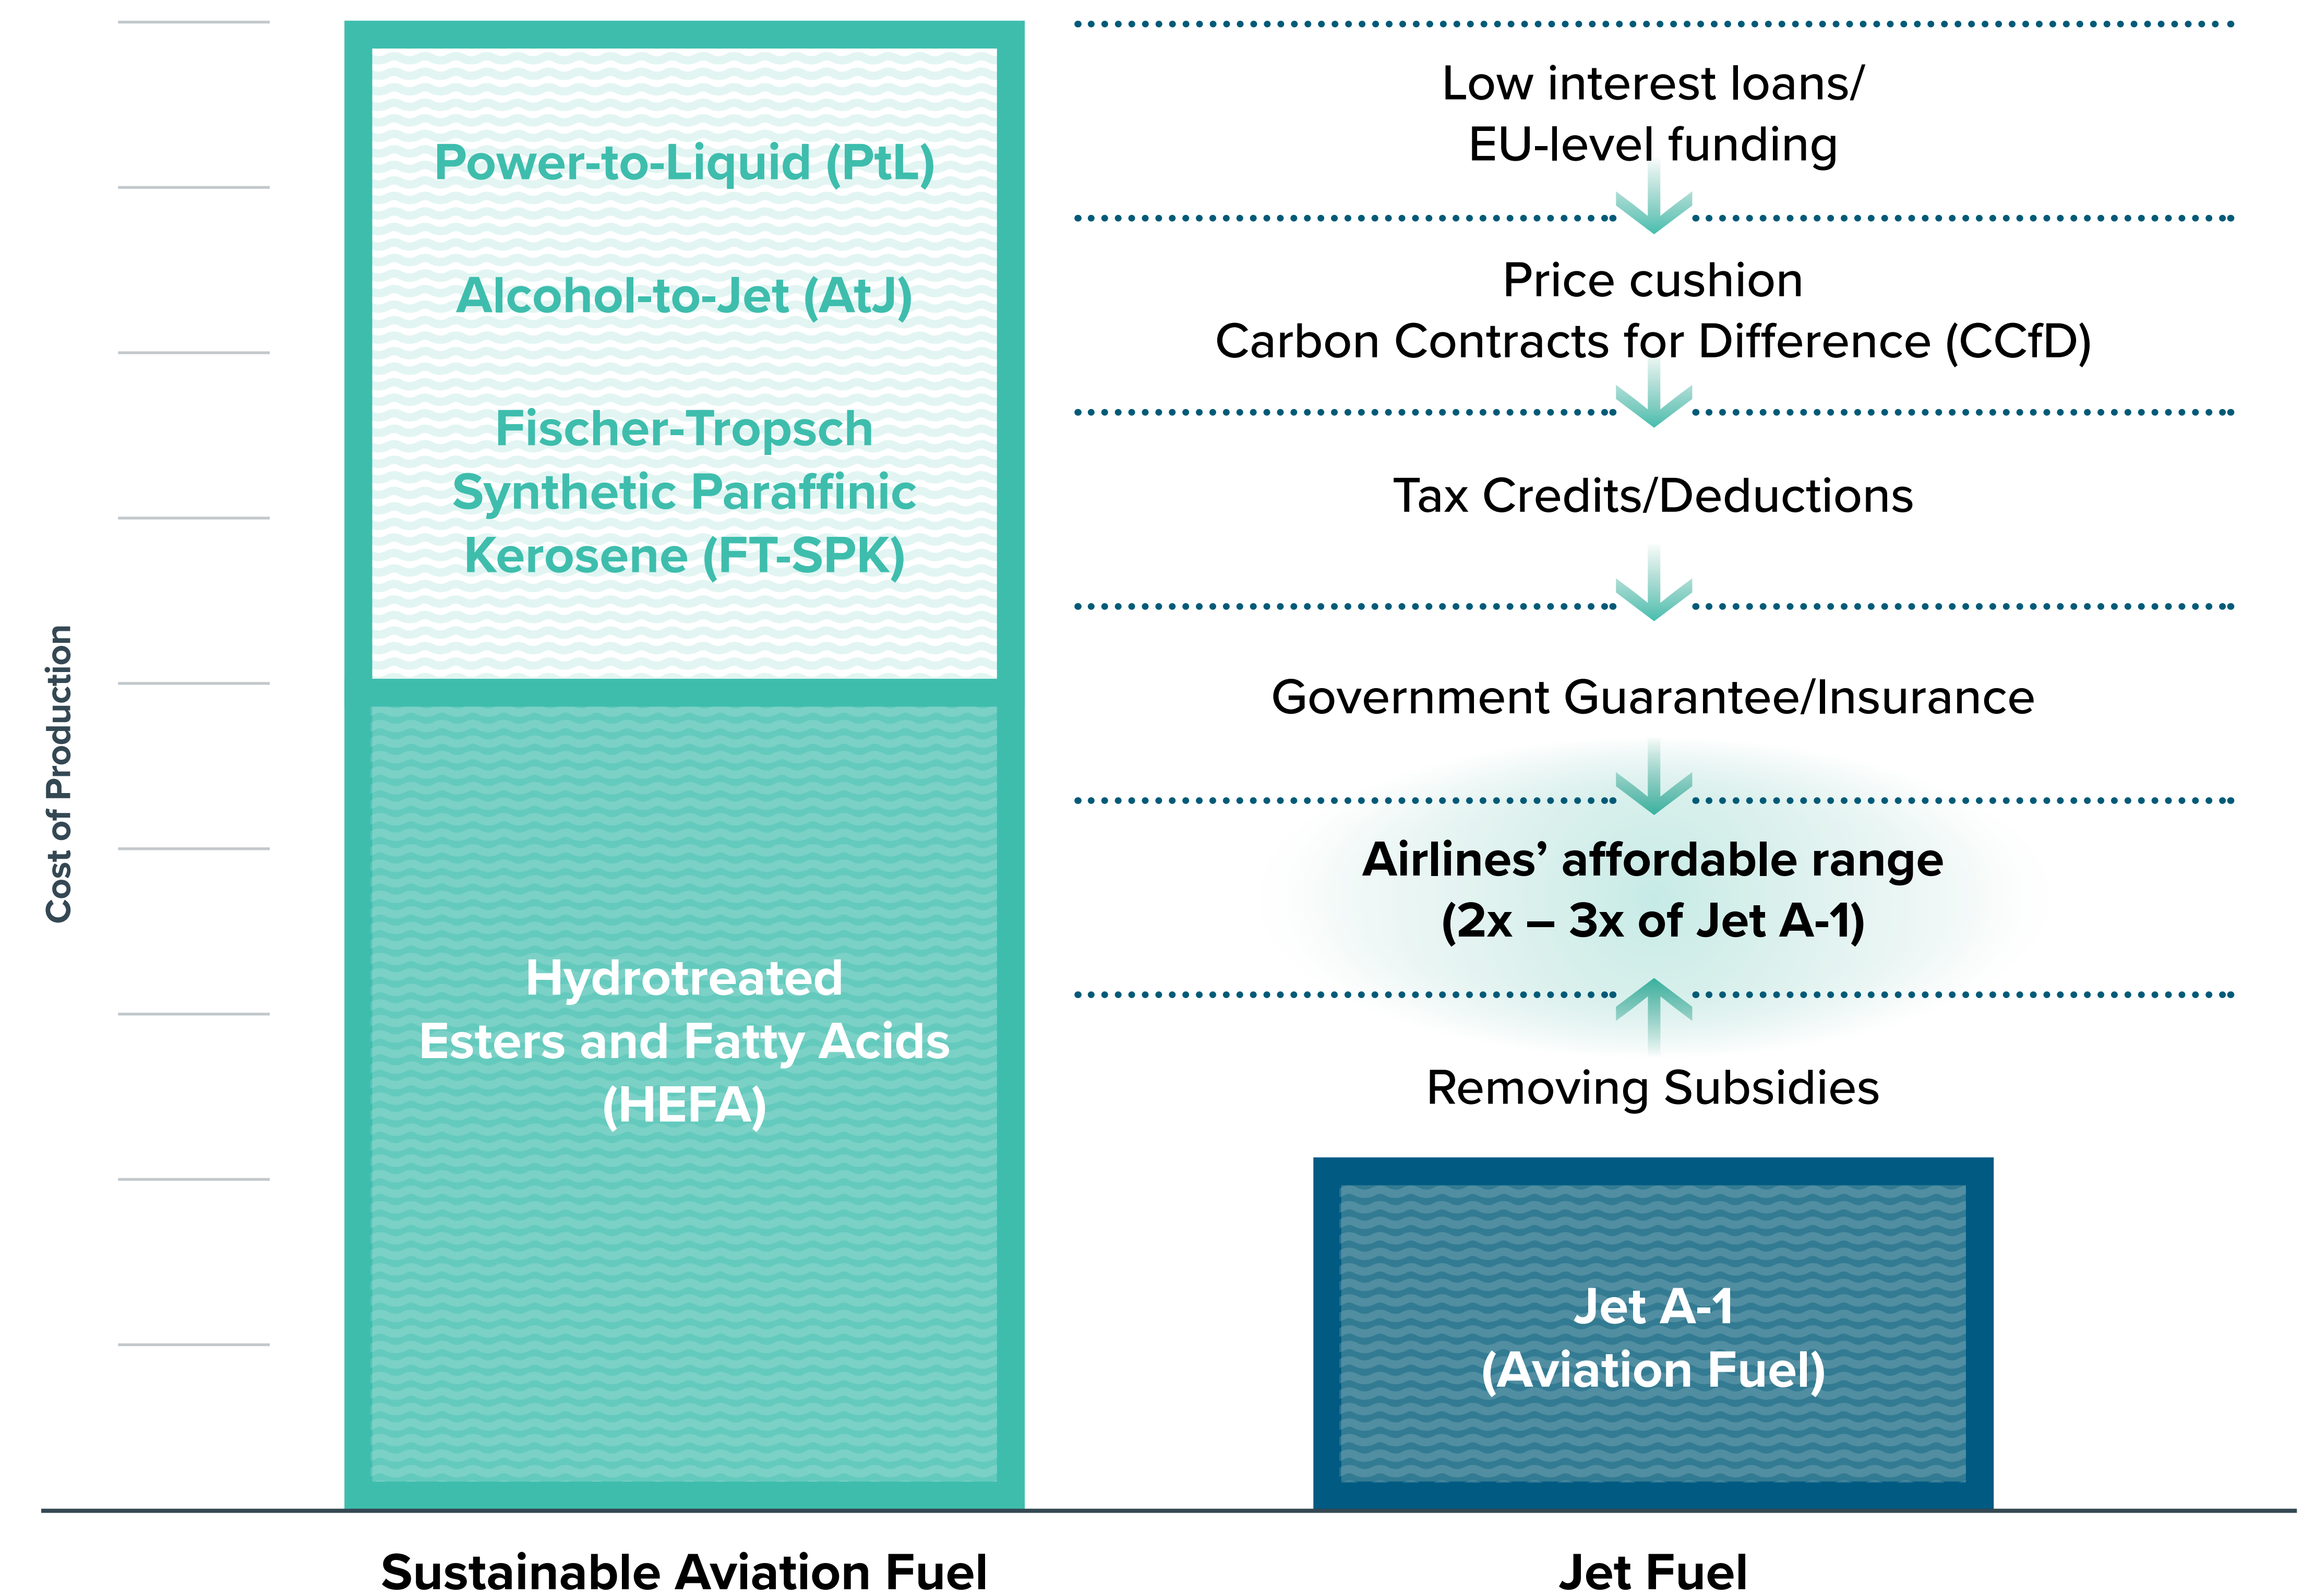 Cost of Production
Power-to-Liquid (PtL)
Alcohol-to-Jet (AtJ)
Fischer-Tropsch
Synthetic Paraffinic
Kerosene (FT-SPK)
Hydrotreated
Esters and Fatty Acids
(HEFA)
Low interest loans/
EU-level funding
Price cushion
Carbon Contracts for Difference (CCfD)
Tax Credits/Deductions
Government Guarantee/Insurance
Airlines’ affordable range
(2x – 3x of Jet A-1)
Removing Subsidies
Jet A-1
(Aviation Fuel)
Sustainable Aviation Fuel
Jet Fuel